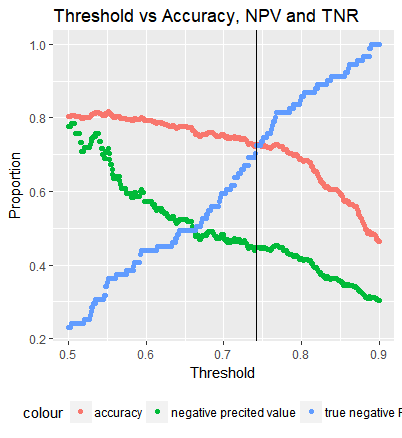 Threshold vs Accuracy, NPV and TNR
Proportion
1.0
0.8
0.6
0.4
0.2
0.5 0.6 0.7 0.8 0.9
Threshold
colour accuracy negative precited value true negative